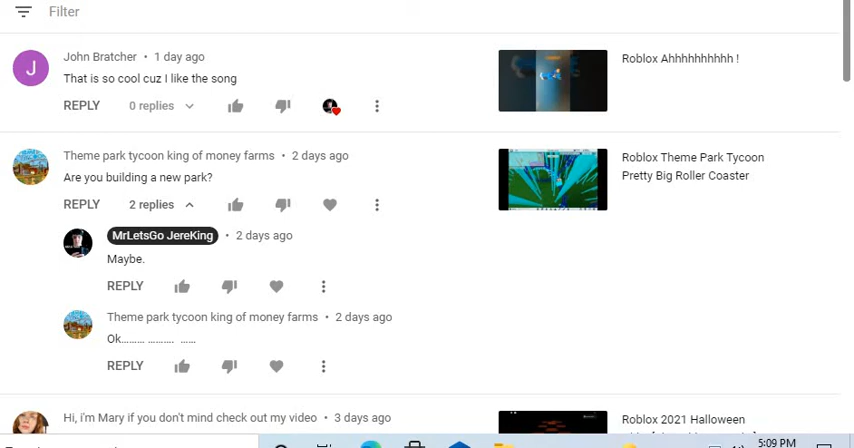 Filter
John Bratcher • 1 day ago
That is so cool cuz I like the song
REPLY 0 replies
Roblox Ahhhhhhhhhh !
Theme park tycoon king of money farms • 2 days ago
Are you building a new park?
REPLY 2 replies
Roblox Theme Park Tycoon
Pretty Big Roller Coaster
MrLetsGo JereKing • 2 days ago
Maybe.
REPLY
Theme park tycoon king of money farms • 2 days ago
Ok......... .......... ......
REPLY
Hi, i'm Mary if you don't mind check out my video • 3 days ago
Roblox 2021 Halloween
5:09 PM